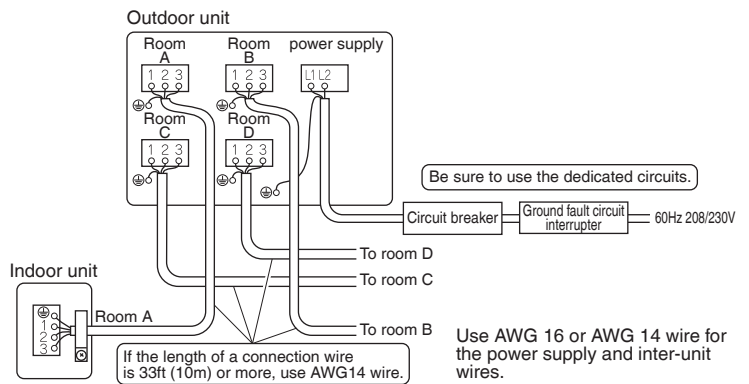 Outdoor unit
Room A
Room B
power supply
1 2 3
1 2 3
L1 L2
Room C
Room D
1 2 3
1 2 3
Be sure to use the dedicated circuits.
Circuit breaker
Ground fault circuit
interrupter
60Hz 208/230V
To room D
To room C
Indoor unit
1
2
3
Room A
To room B
If the length of a connection wire
is 33ft (10m) or more, use AWG14 wire.
Use AWG 16 or AWG 14 wire for
the power supply and inter-unit
wires.